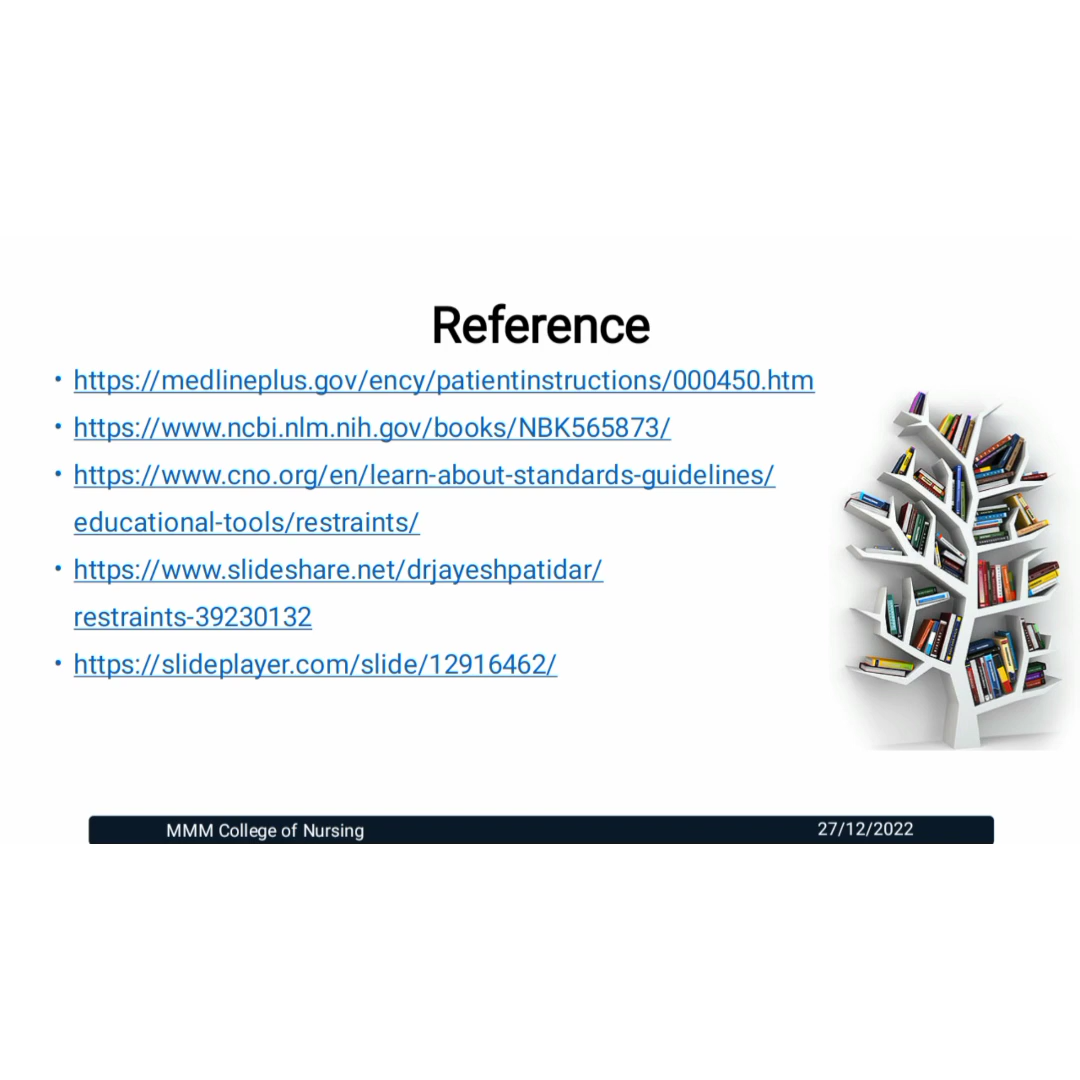 Reference
• https://medlineplus.gov/ency/patientinstructions/000450.htm
• https://www.ncbi.nlm.nih.gov/books/NBK565873/
• https://www.cno.org/en/learn-about-standards-guidelines/
educational-tools/restraints/
• https://www.slideshare.net/drjayeshpatidar/
restraints-39230132
• https://slideplayer.com/slide/12916462/
MMM College of Nursing
27/12/2022